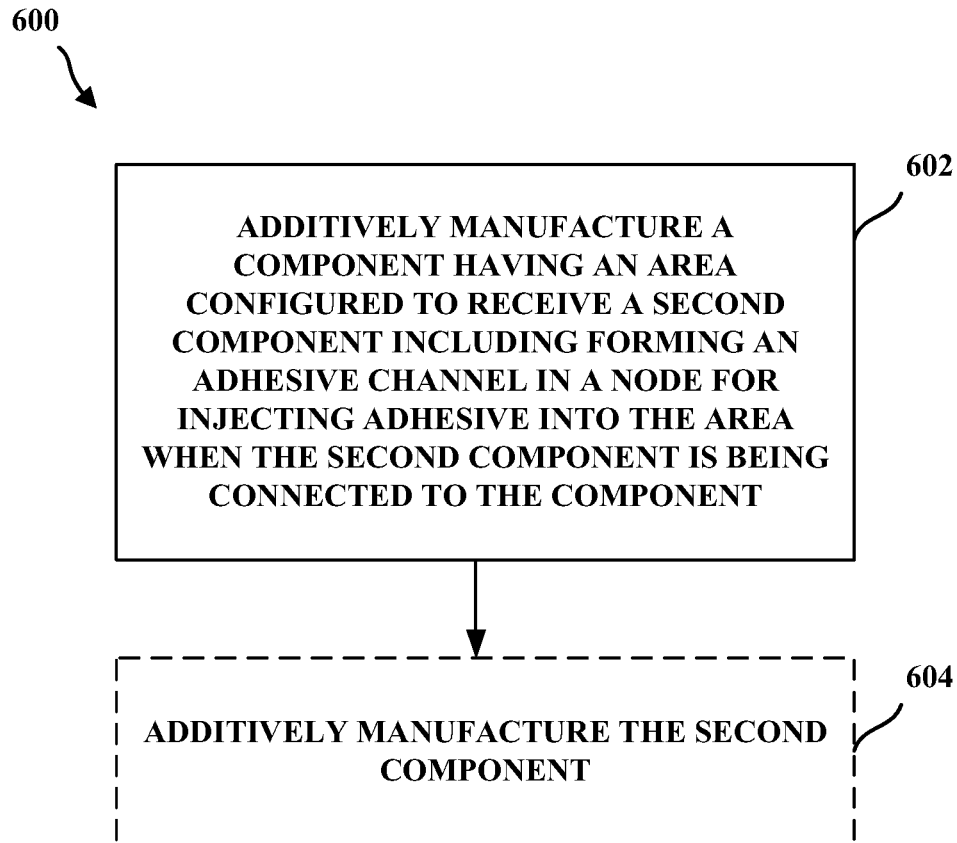 600
602
ADDITIVELY MANUFACTURE A
COMPONENT HAVING AN AREA
CONFIGURED TO RECEIVE A SECOND
COMPONENT INCLUDING FORMING AN
ADHESIVE CHANNEL IN A NODE FOR
INJECTING ADHESIVE INTO THE AREA
WHEN THE SECOND COMPONENT IS BEING
CONNECTED TO THE COMPONENT
604
ADDITIVELY MANUFACTURE THE SECOND
COMPONENT